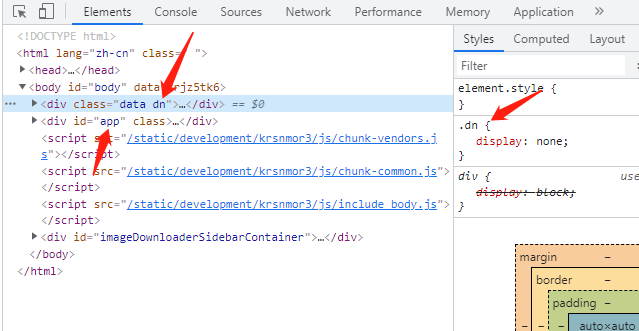 Elements Console Sources Network Performance Memory Application »
<!DOCTYPE html>
<html lang="zh-cn" class= ">
<head>…</head>
<body id="body" data rjz5tk6>
<div class="data dn">…</div> == $0
<div id="app" class>…</div>
<script src="/static/development/krsnmor3/js/chunk-vendors.j
s"></script>
<script src="/static/development/krsnmor3/js/chunk-common.js">
</script>
<script src="/static/development/krsnmor3/js/include_body.js">
</script>
<div id="imageDownloaderSidebarContainer">…</div>
</body>
</html>
Styles Computed Layout
Filter
element.style {
}
.dn {
display: none;
}
div { use
display: block;
}
margin –
border –
padding –
– – auto×auto